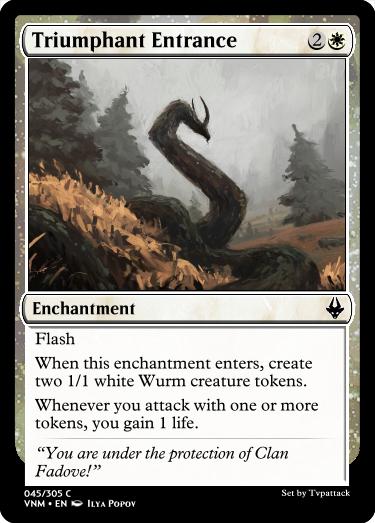 Triumphant Entrance 2
Enchantment
Flash
When this enchantment enters, create
two 1/1 white Wurm creature tokens.
Whenever you attack with one or more
tokens, you gain 1 life.
“You are under the protection of Clan
Fadove!”
045/305 C
VNM • EN Ilya Popov
Set by Tvpattack